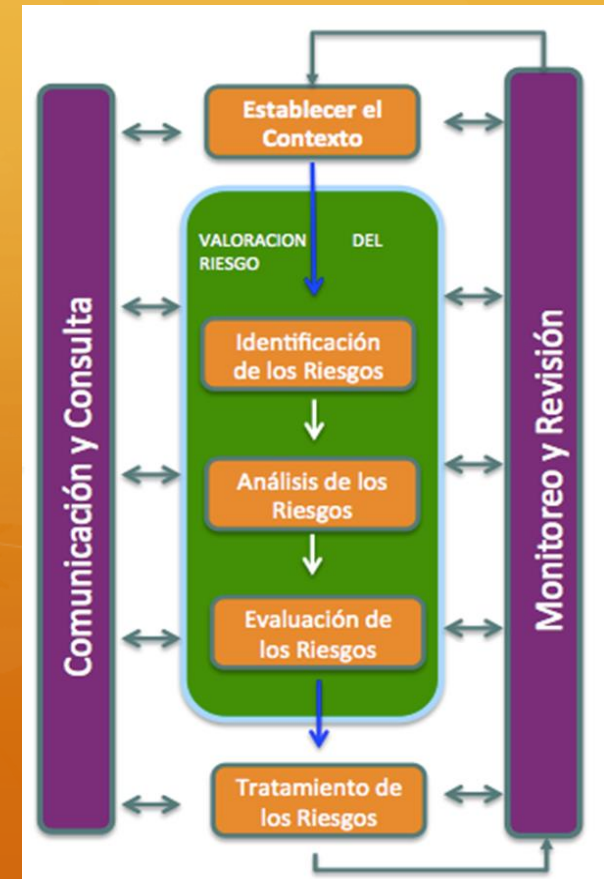 Comunicación y Consulta
Establecer el
Contexto
VALORACION DEL
RIESGO
Identificación
de los Riesgos
Análisis de los
Riesgos
Evaluación de
los Riesgos
Tratamiento de
los Riesgos
Monitoreo y Revisión